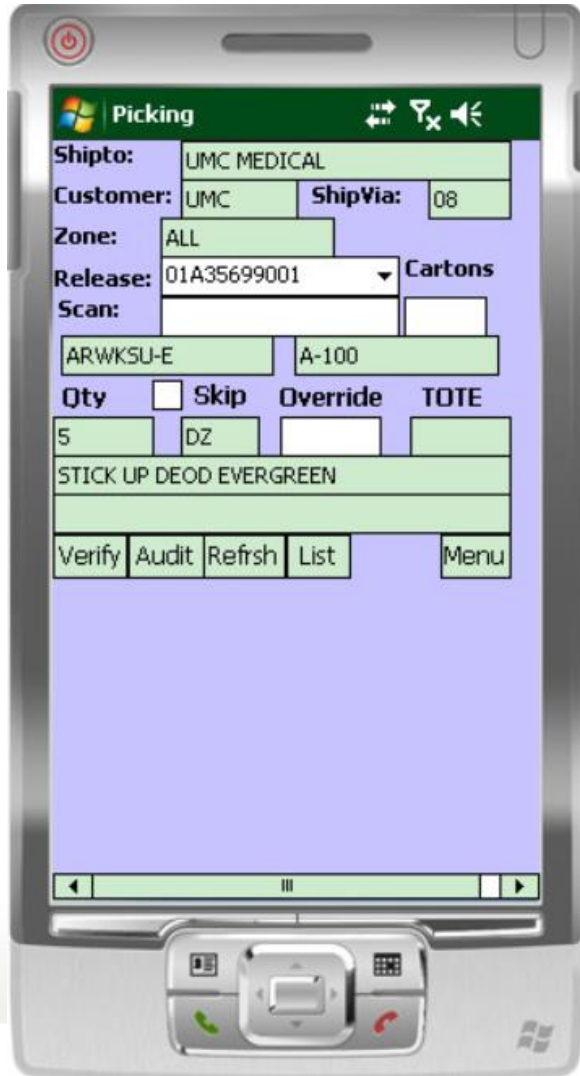 Picking
Shipto: UMC MEDICAL
Customer: UMC ShipVia: 08
Zone: ALL
Release: 01A35699001 Cartons
Scan:
ARWKSU-E A-100
Qty Skip Override TOTE
5 DZ
STICK UP DEOD EVERGREEN
Verify Audit Refrsh List Menu